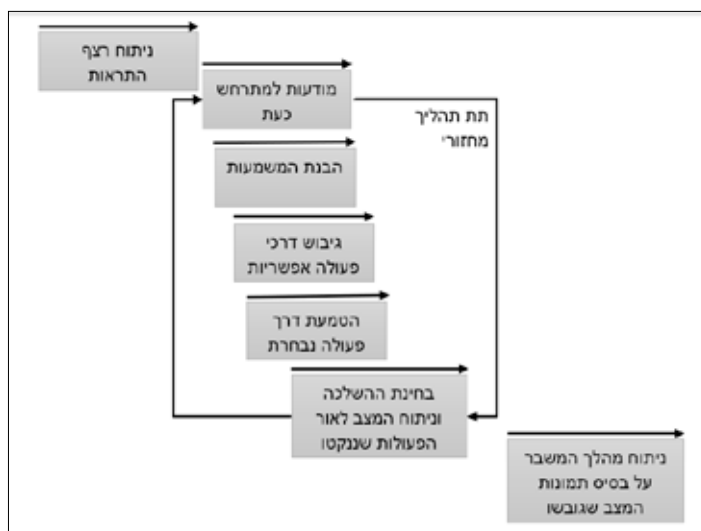 ניתוח רצף
התראות
מודעות למתרחש
כעת
תת תהליך
מחזורי
הבנת המשמעות
גיבוש דרכי
פעולה אפשריות
הטמעת דרך
פעולה נבחרת
בחינת ההשלכה
וניתוח המצב לאור
הפעולות שננקטו
ניתוח מהלך המשבר
על בסיס תמונות
המצב שגובשו